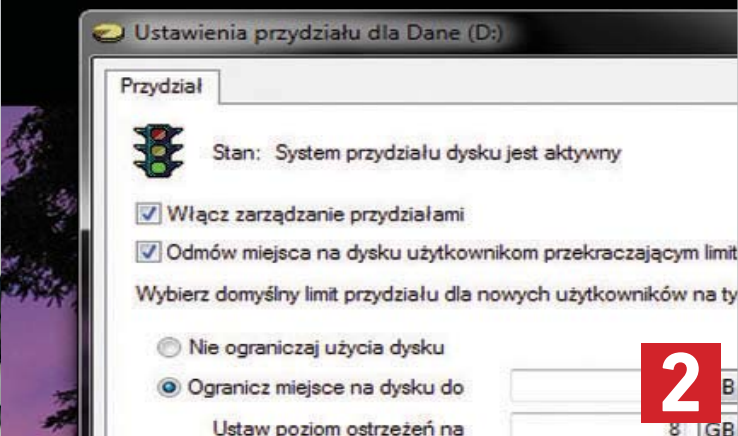 Ustawienia przydziału dla Dane (D:)
Przydział
Stan: System przydziału dysku jest aktywny
Włącz zarządzanie przydziałami
Odmów miejsca na dysku użytkownikom przekraczającym limit
Wybierz domyślny limit przydziału dla nowych użytkowników na ty
Nie ograniczaj użycia dysku
Ogranicz miejsce na dysku do B
2
Ustaw poziom ostrzeżeń na 8 GB